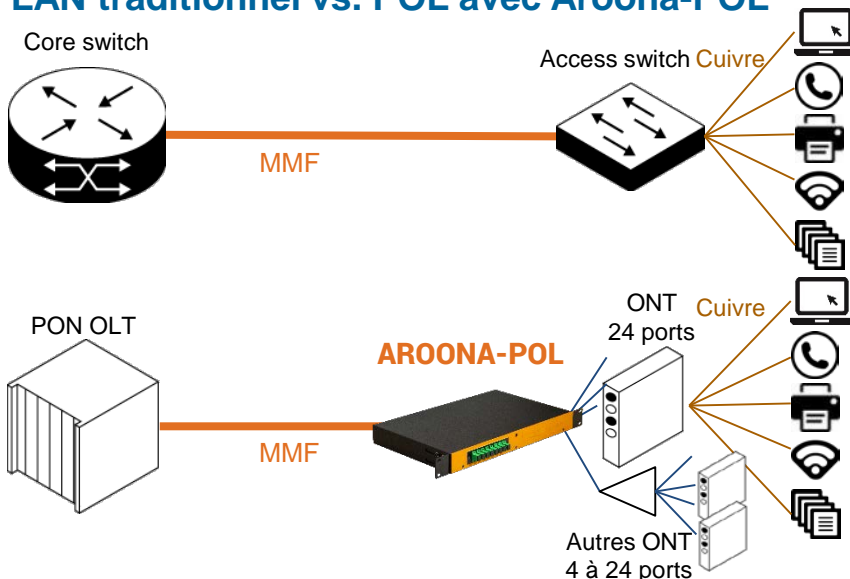 LAN traditionnel vs. POL avec Aroona-POL
Core switch
Access switch Cuivre
MMF
PON OLT
AROONA-POL
ONT
24 ports
Cuivre
MMF
Autres ONT
4 à 24 ports